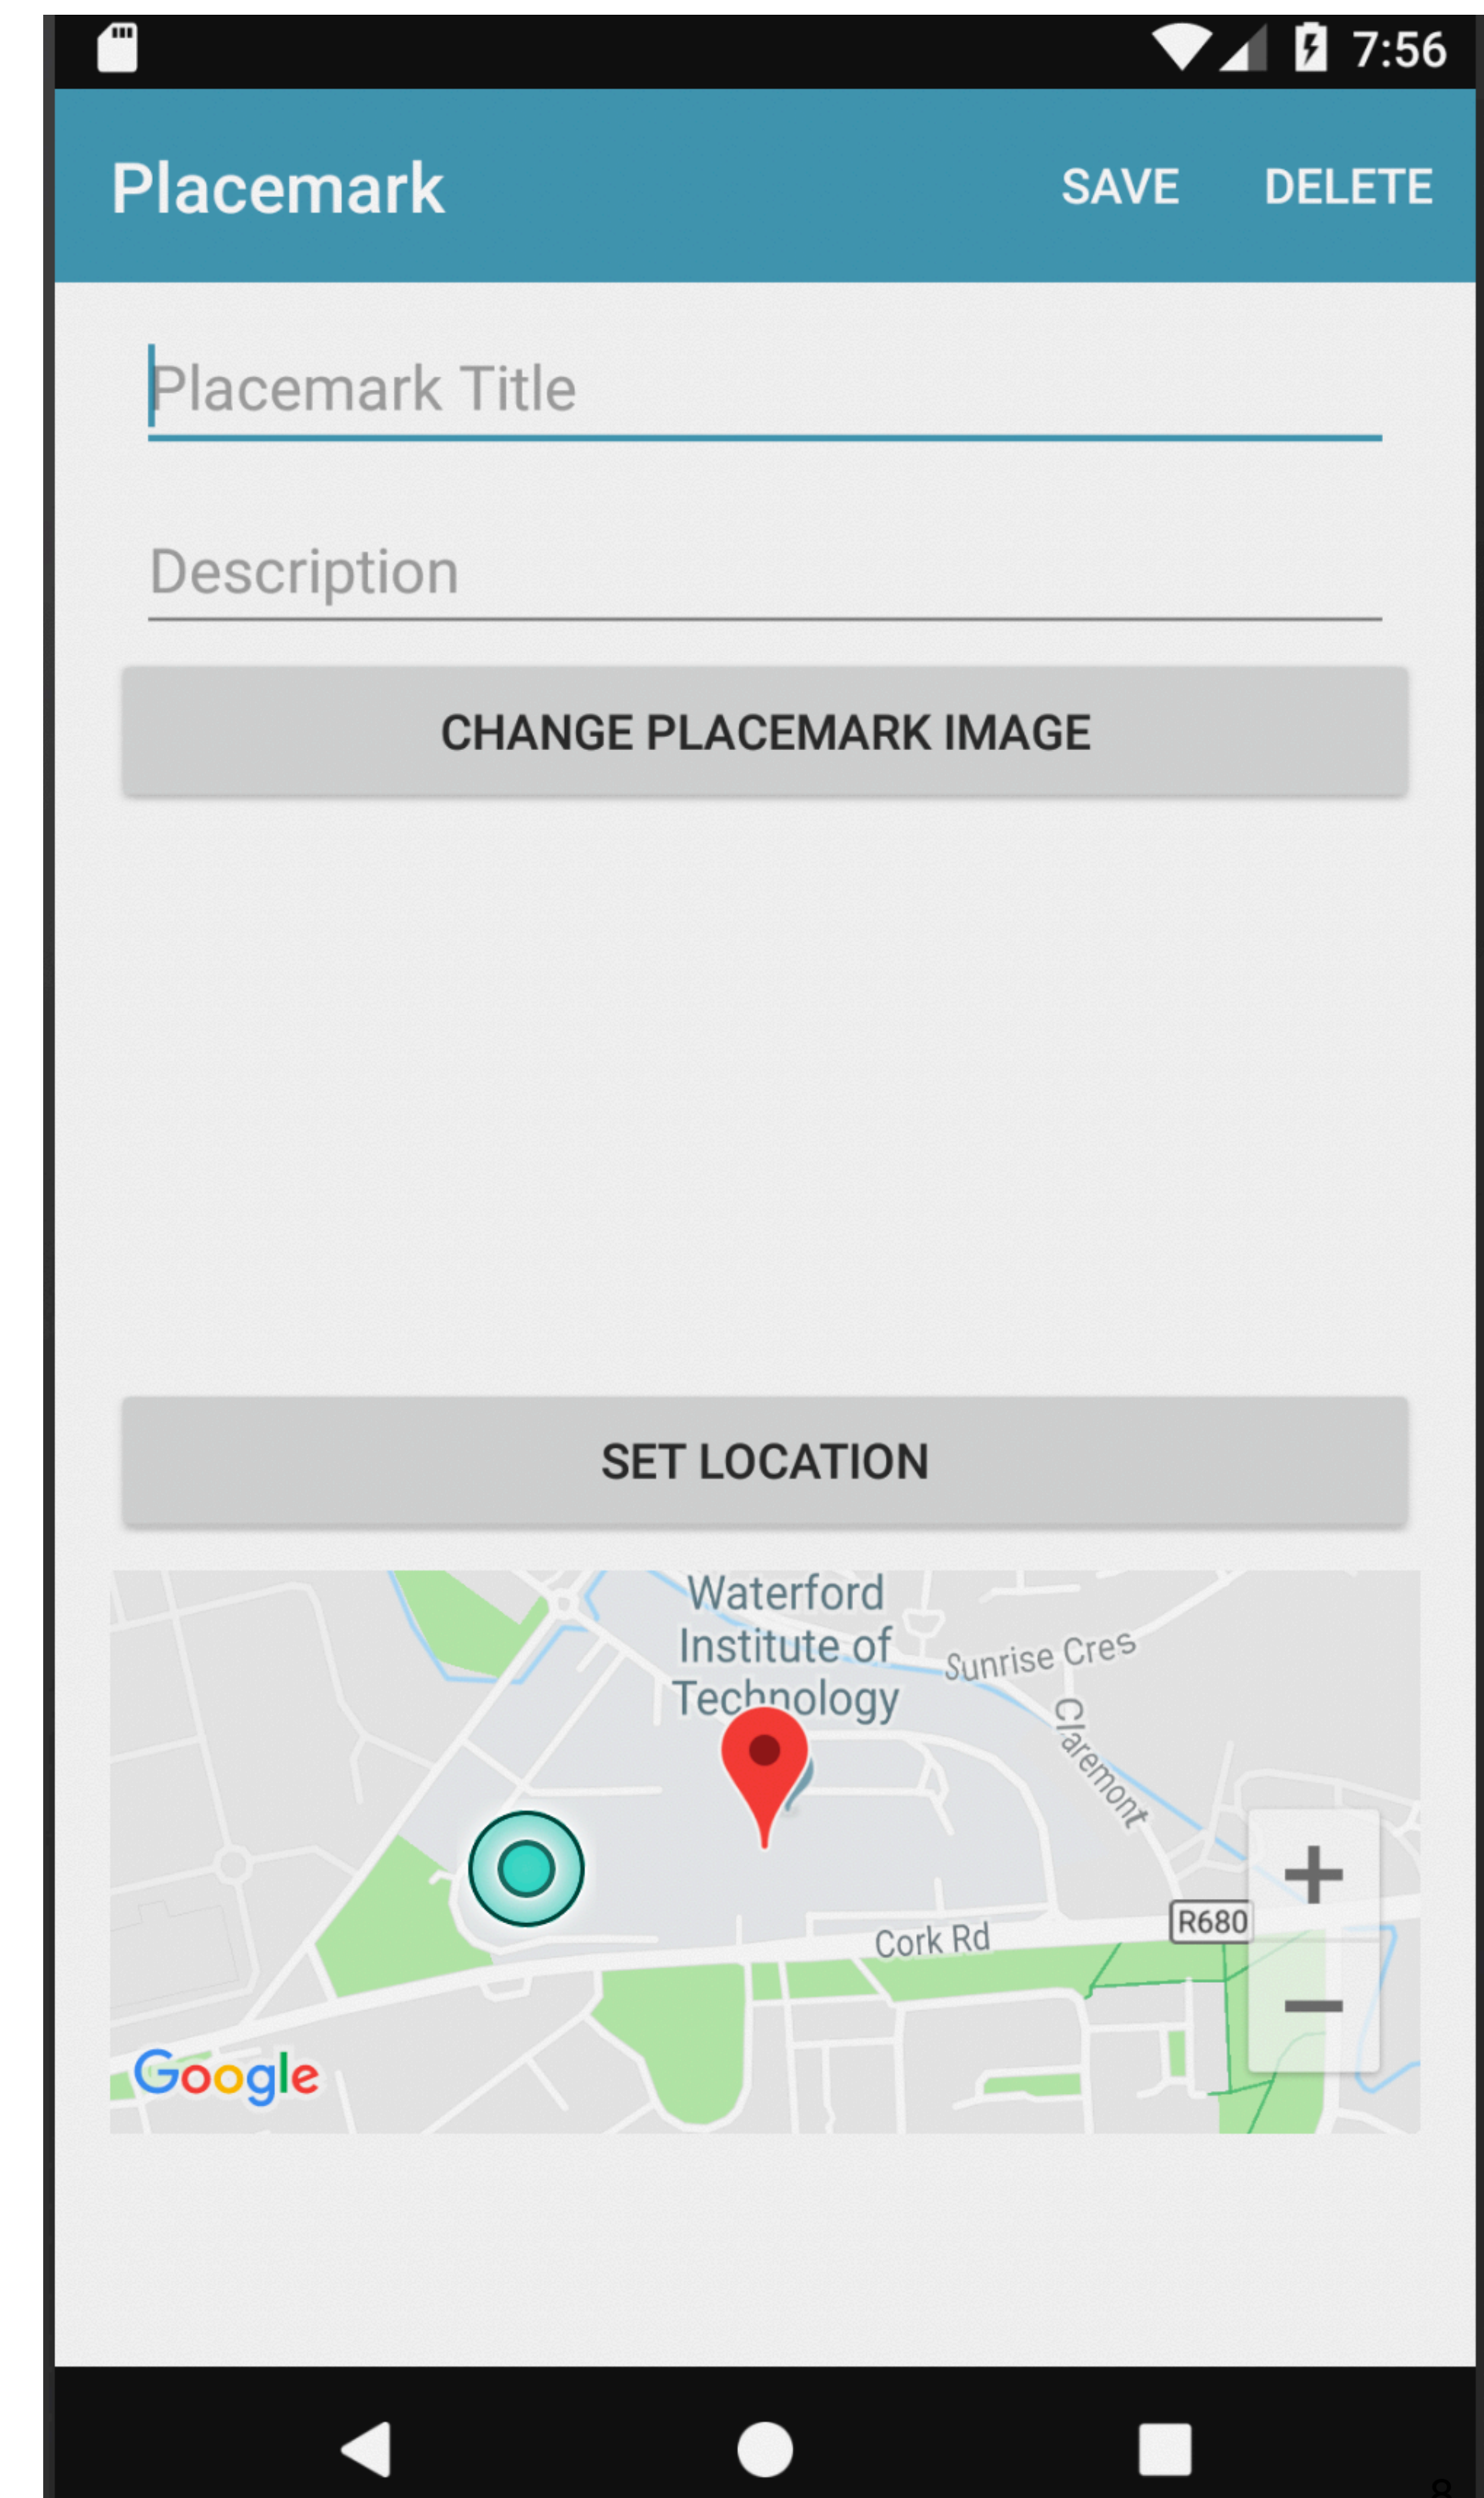 7:56
Placemark SAVE DELETE
Placemark Title
Description
CHANGE PLACEMARK IMAGE
SET LOCATION
Waterford
Institute of
Technology
Sunrise Cres
Claremont
R680
Cork Rd
Google
8